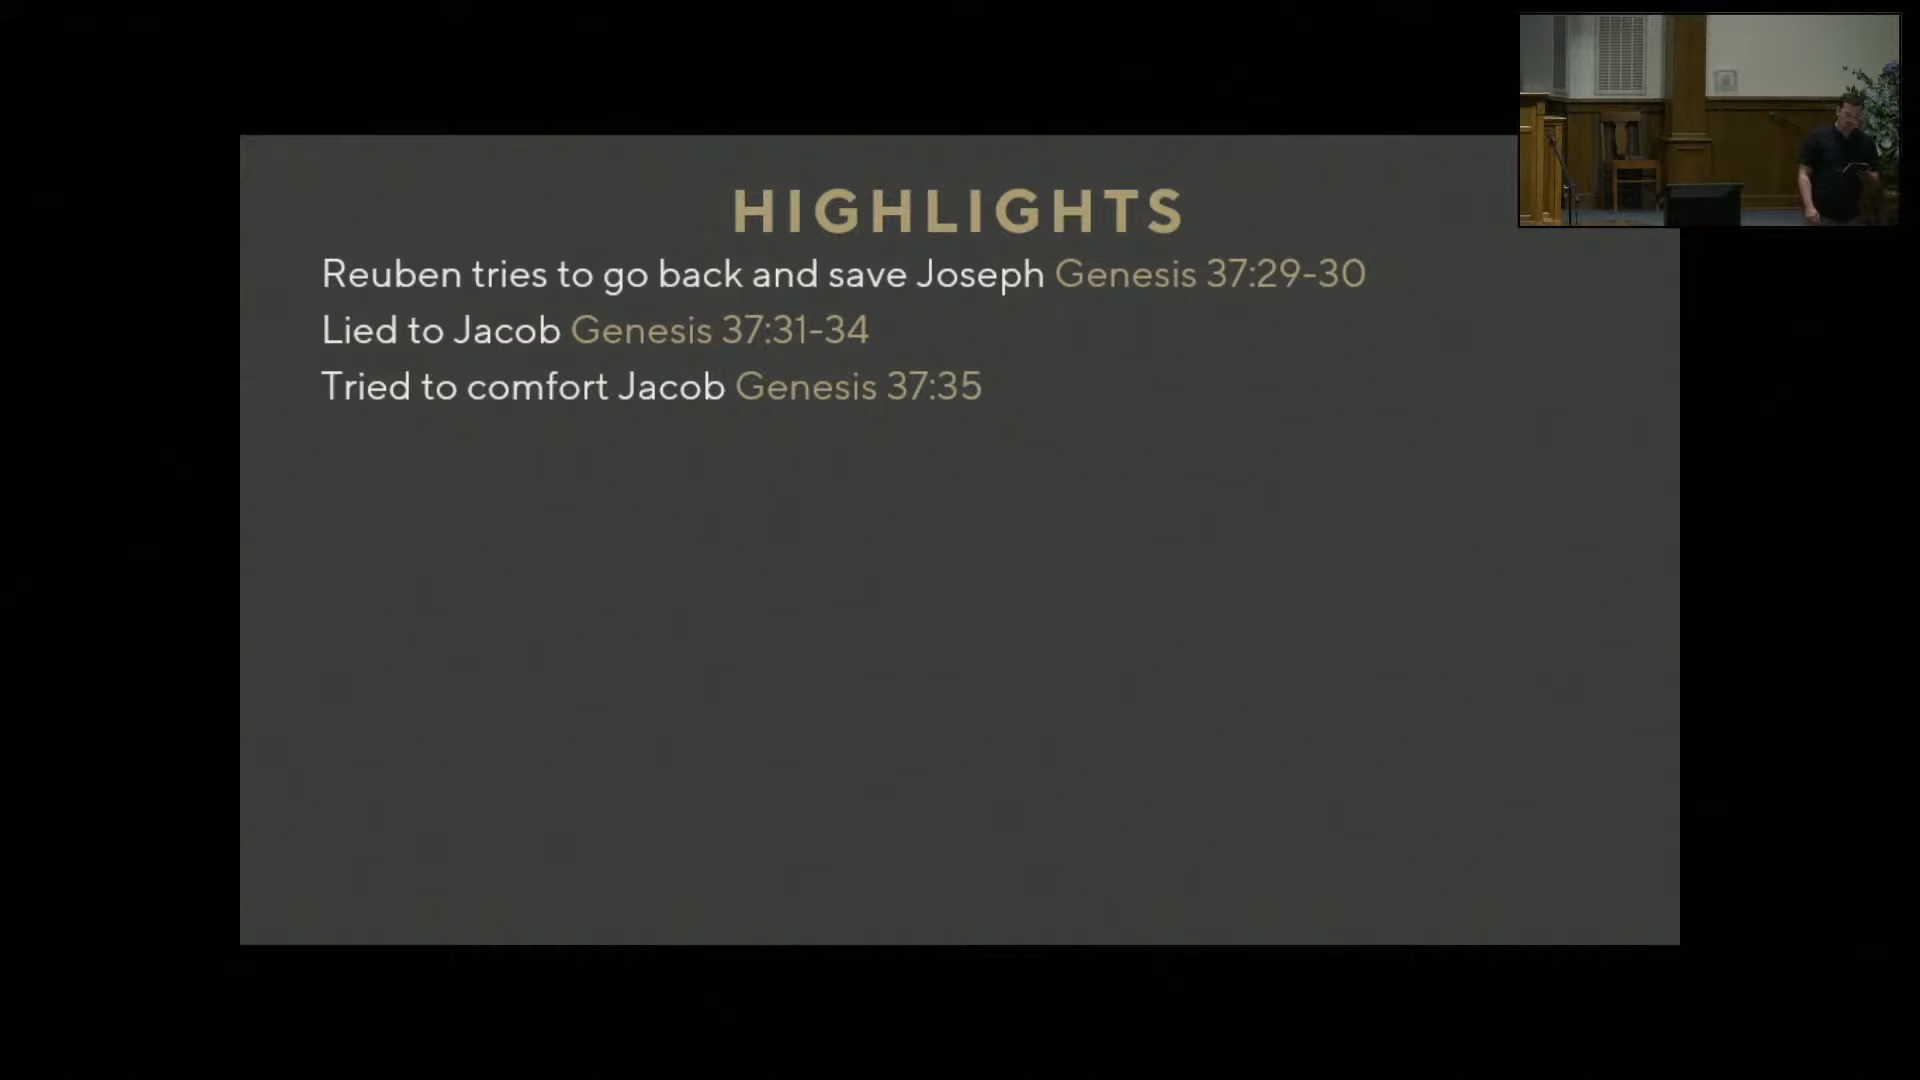 HIGHLIGHTS
Reuben tries to go back and save Joseph Genesis 37:29-30
Lied to Jacob Genesis 37:31-34
Tried to comfort Jacob Genesis 37:35